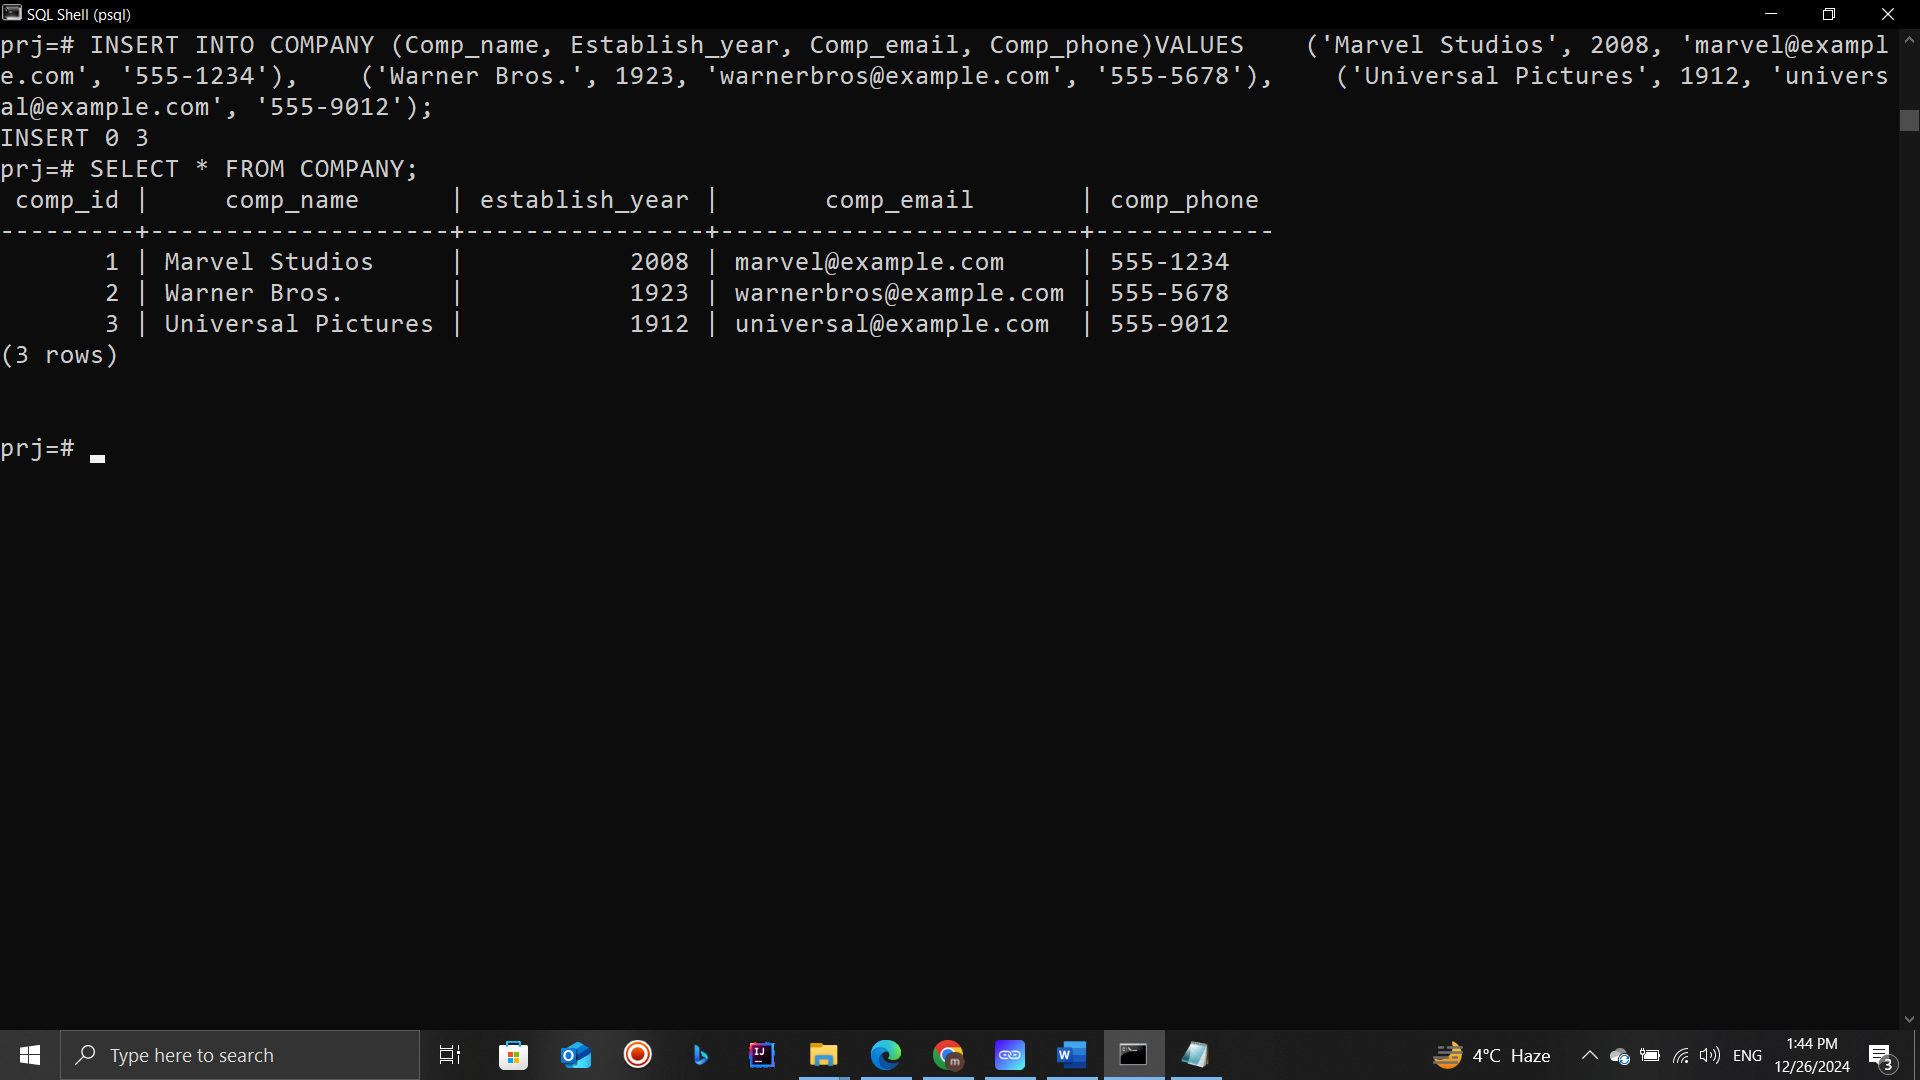 SQL Shell (psql)
prj=# INSERT INTO COMPANY (Comp_name, Establish_year, Comp_email, Comp_phone)VALUES    ('Marvel Studios', 2008, 'marvel@exampl
e.com', '555-1234'),    ('Warner Bros.', 1923, 'warnerbros@example.com', '555-5678'),    ('Universal Pictures', 1912, 'univers
al@example.com', '555-9012');
INSERT 0 3
prj=# SELECT * FROM COMPANY;
 comp_id |     comp_name      | establish_year |       comp_email       | comp_phone
---------+--------------------+----------------+------------------------+------------
       1 | Marvel Studios     |           2008 | marvel@example.com     | 555-1234
       2 | Warner Bros.       |           1923 | warnerbros@example.com | 555-5678
       3 | Universal Pictures |           1912 | universal@example.com  | 555-9012
(3 rows)
prj=#
Type here to search
4°C Haze
ENG
1:44 PM
12/26/2024
3